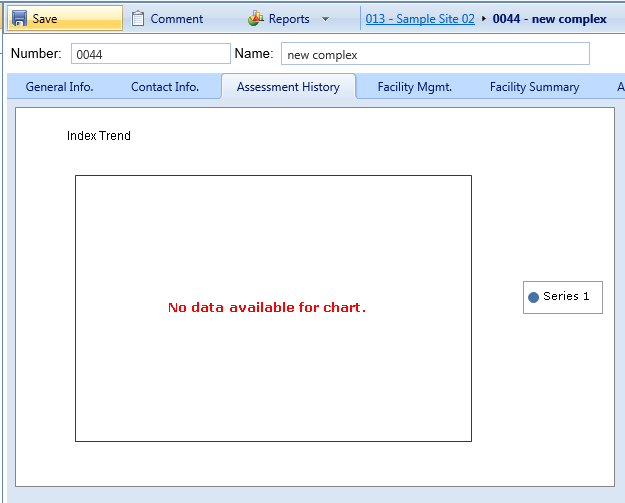 Save Comment Reports 013 - Sample Site 02 0044 - new complex
Number: 0044 Name: new complex
General Info. Contact Info. Assessment History Facility Mgmt. Facility Summary A
Index Trend
No data available for chart.
Series 1